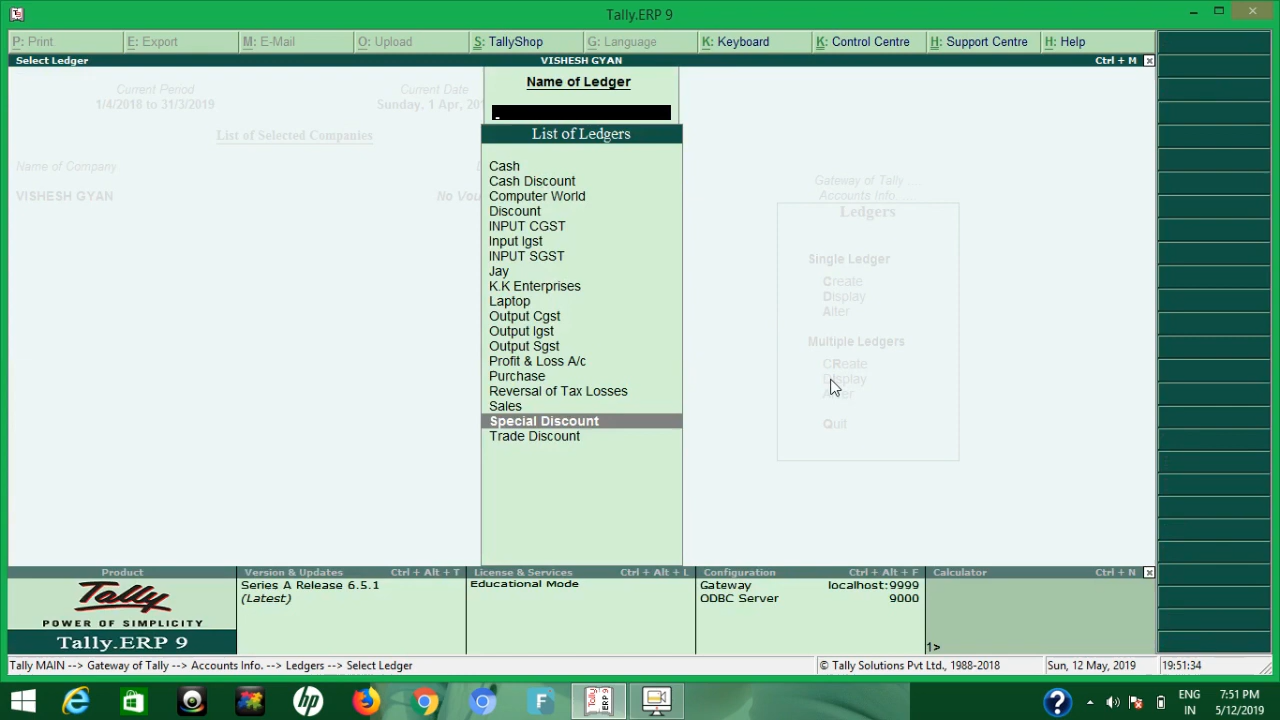 Tally.ERP 9
P: Print E: Export M: E-Mail O: Upload S: TallyShop G: Language K: Keyboard K: Control Centre H: Support Centre H: Help
Select Ledger VISHESH GYAN Ctrl + M
Name of Ledger
Current Period Current Date
1/4/2018 to 31/3/2019 Sunday, 1 Apr, 20
List of Selected Companies
Name of Company
VISHESH GYAN No Vou
List of Ledgers
Cash
Cash Discount
Computer World
Discount
INPUT CGST
Input Igst
INPUT SGST
Jay
K.K Enterprises
Laptop
Output Cgst
Output Igst
Output Sgst
Profit & Loss A/c
Purchase
Reversal of Tax Losses
Sales
Special Discount
Trade Discount
Gateway of Tally ...
Accounts Info. ...
Ledgers
Single Ledger
Create
Display
Alter
Multiple Ledgers
CReate
Display
Alter
Quit
Product Version & Updates Ctrl + Alt + T License & Services Ctrl + Alt + L Configuration Ctrl + Alt + F Calculator Ctrl + N
Tally
POWER OF SIMPLICITY
Tally.ERP 9
Series A Release 6.5.1
(Latest)
Educational Mode
Gateway localhost:9999
ODBC Server 9000
1>
Tally MAIN --> Gateway of Tally --> Accounts Info. --> Ledgers --> Select Ledger © Tally Solutions Pvt Ltd., 1988-2018 Sun, 12 May, 2019 19:51:34
ENG 7:51 PM
IN 5/12/2019